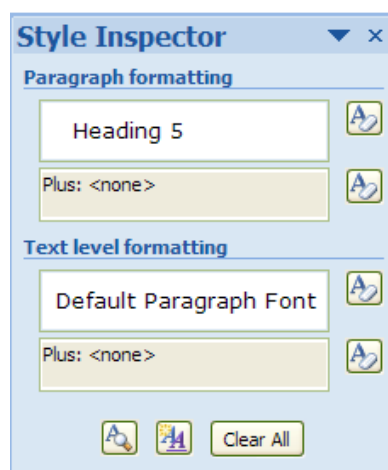 Style Inspector
Paragraph formatting
Heading 5
Plus: <none>
Text level formatting
Default Paragraph Font
Plus: <none>
Clear All